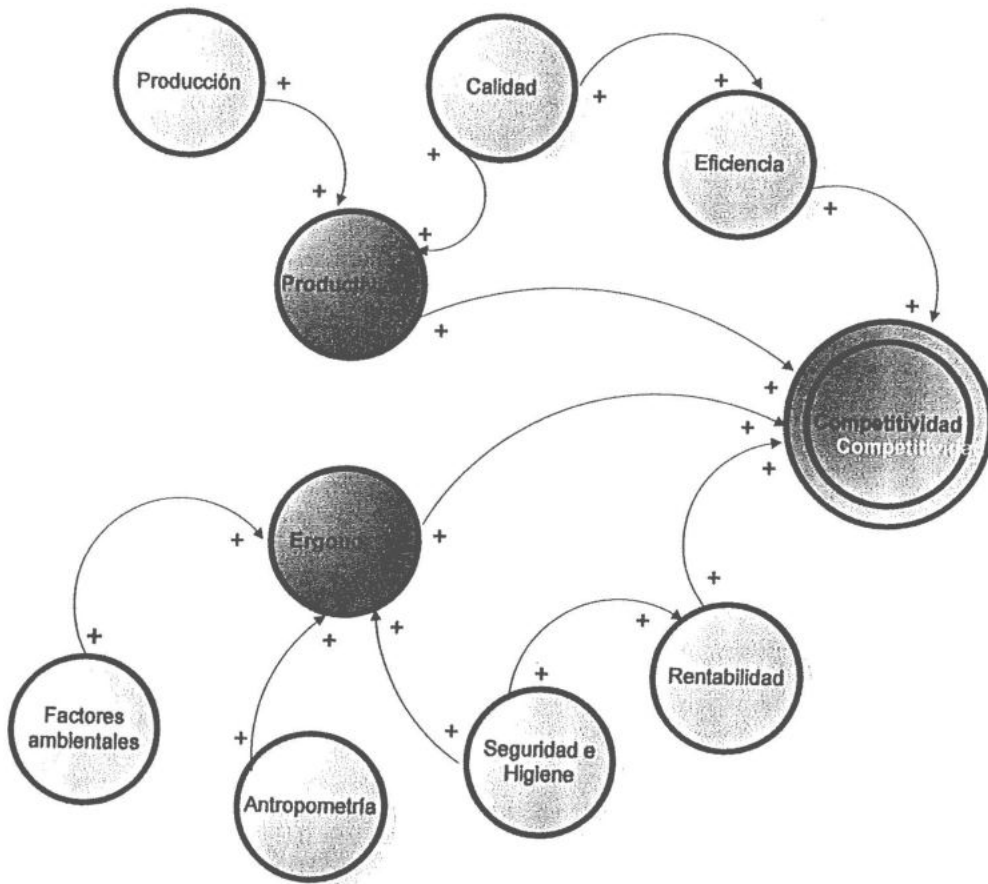 Producción
+
Calidad
+
+
Eficiencia
+
+
+
+
+
+
+
+
Competitividad
+
+
+
+
+
+
+
+
+
+
+
+
Rentabilidad
Factores
ambientales
Antropometría
Seguridad e
Higiene